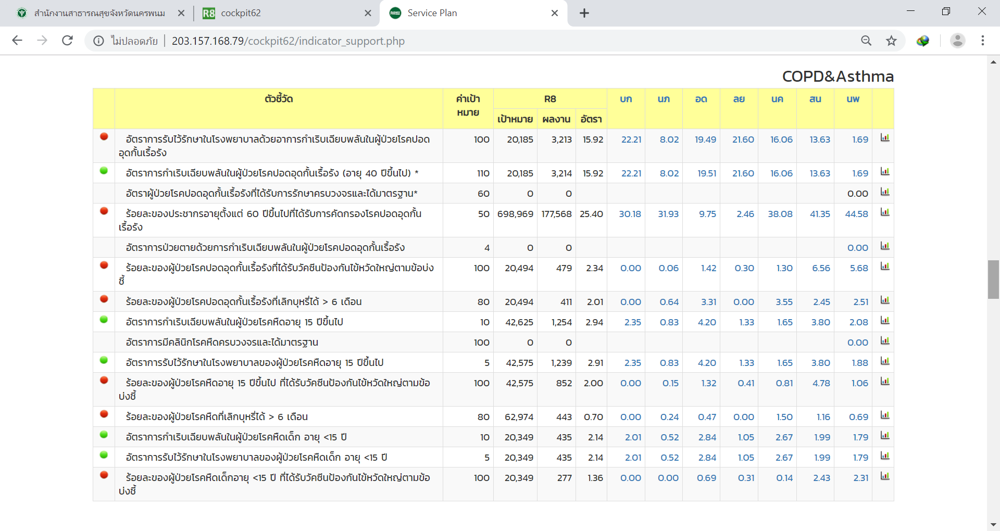 สำนักงานสาธารณสุขจังหวัดนครพนม
R8 cockpit62
Service Plan
ไม่ปลอดภัย 203.157.168.79/cockpit62/indicator_support.php
COPD&Asthma
ตัวชี้วัด ค่าเป้า R8 บก นภ อด ลย นค สน นพ
หมาย เป้าหมาย ผลงาน อัตรา
อัตราการรับไว้รักษาในโรงพยาบาลด้วยอาการกำเริบเฉียบพลันในผู้ป่วยโรคปอด 100 20,185 3,213 15.92 22.21 8.02 19.49 21.60 16.06 13.63 1.69
อุดกั้นเรื้อรัง
อัตราการกำเริบเฉียบพลันในผู้ป่วยโรคปอดอุดกั้นเรื้อรัง (อายุ 40 ปีขึ้นไป) * 110 20,185 3,214 15.92 22.21 8.02 19.51 21.60 16.06 13.63 1.69
อัตราผู้ป่วยโรคปอดอุดกั้นเรื้อรังที่ได้รับการรักษาครบวงจรและได้มาตรฐาน* 60 0 0 0.00
ร้อยละของประชากรอายุตั้งแต่ 60 ปีขึ้นไปที่ได้รับการคัดกรองโรคปอดอุดกั้น 50 698,969 177,568 25.40 30.18 31.93 9.75 2.46 38.08 41.35 44.58
เรื้อรัง
อัตราการป่วยตายด้วยการกำเริบเฉียบพลันในผู้ป่วยโรคปอดอุดกั้นเรื้อรัง 4 0 0 0.00
ร้อยละของผู้ป่วยโรคปอดอุดกั้นเรื้อรังที่ได้รับวัคซีนป้องกันไข้หวัดใหญ่ตามข้อบ่ง 100 20,494 479 2.34 0.00 0.06 1.42 0.30 1.30 6.56 5.68
ชี้
ร้อยละของผู้ป่วยโรคปอดอุดกั้นเรื้อรังที่เลิกบุหรี่ได้ > 6 เดือน 80 20,494 411 2.01 0.00 0.64 3.31 0.00 3.55 2.45 2.51
อัตราการกำเริบเฉียบพลันในผู้ป่วยโรคหืดอายุ 15 ปีขึ้นไป 10 42,625 1,254 2.94 2.35 0.83 4.20 1.33 1.65 3.80 2.08
อัตราการมีคลินิกโรคหืดครบวงจรและได้มาตรฐาน 100 0 0 0.00
อัตราการรับไว้รักษาในโรงพยาบาลของผู้ป่วยโรคหืดอายุ 15 ปีขึ้นไป 5 42,575 1,239 2.91 2.35 0.83 4.20 1.33 1.65 3.80 1.88
ร้อยละของผู้ป่วยโรคหืดอายุ 15 ปีขึ้นไป ที่ได้รับวัคซีนป้องกันไข้หวัดใหญ่ตามข้อ 100 42,575 852 2.00 0.00 0.15 1.32 0.41 0.81 4.78 1.06
บ่งชี้
ร้อยละของผู้ป่วยโรคหืดที่เลิกบุหรี่ได้ > 6 เดือน 80 62,974 443 0.70 0.00 0.24 0.47 0.00 1.50 1.16 0.69
อัตราการกำเริบเฉียบพลันในผู้ป่วยโรคหืดเด็ก อายุ <15 ปี 10 20,349 435 2.14 2.01 0.52 2.84 1.05 2.67 1.99 1.79
อัตราการรับไว้รักษาในโรงพยาบาลของผู้ป่วยโรคหืดเด็ก อายุ <15 ปี 5 20,349 435 2.14 2.01 0.52 2.84 1.05 2.67 1.99 1.79
ร้อยละของผู้ป่วยโรคหืดเด็กอายุ <15 ปี ที่ได้รับวัคซีนป้องกันไข้หวัดใหญ่ตามข้อ 100 20,349 277 1.36 0.00 0.00 0.69 0.31 0.14 2.43 2.31
บ่งชี้